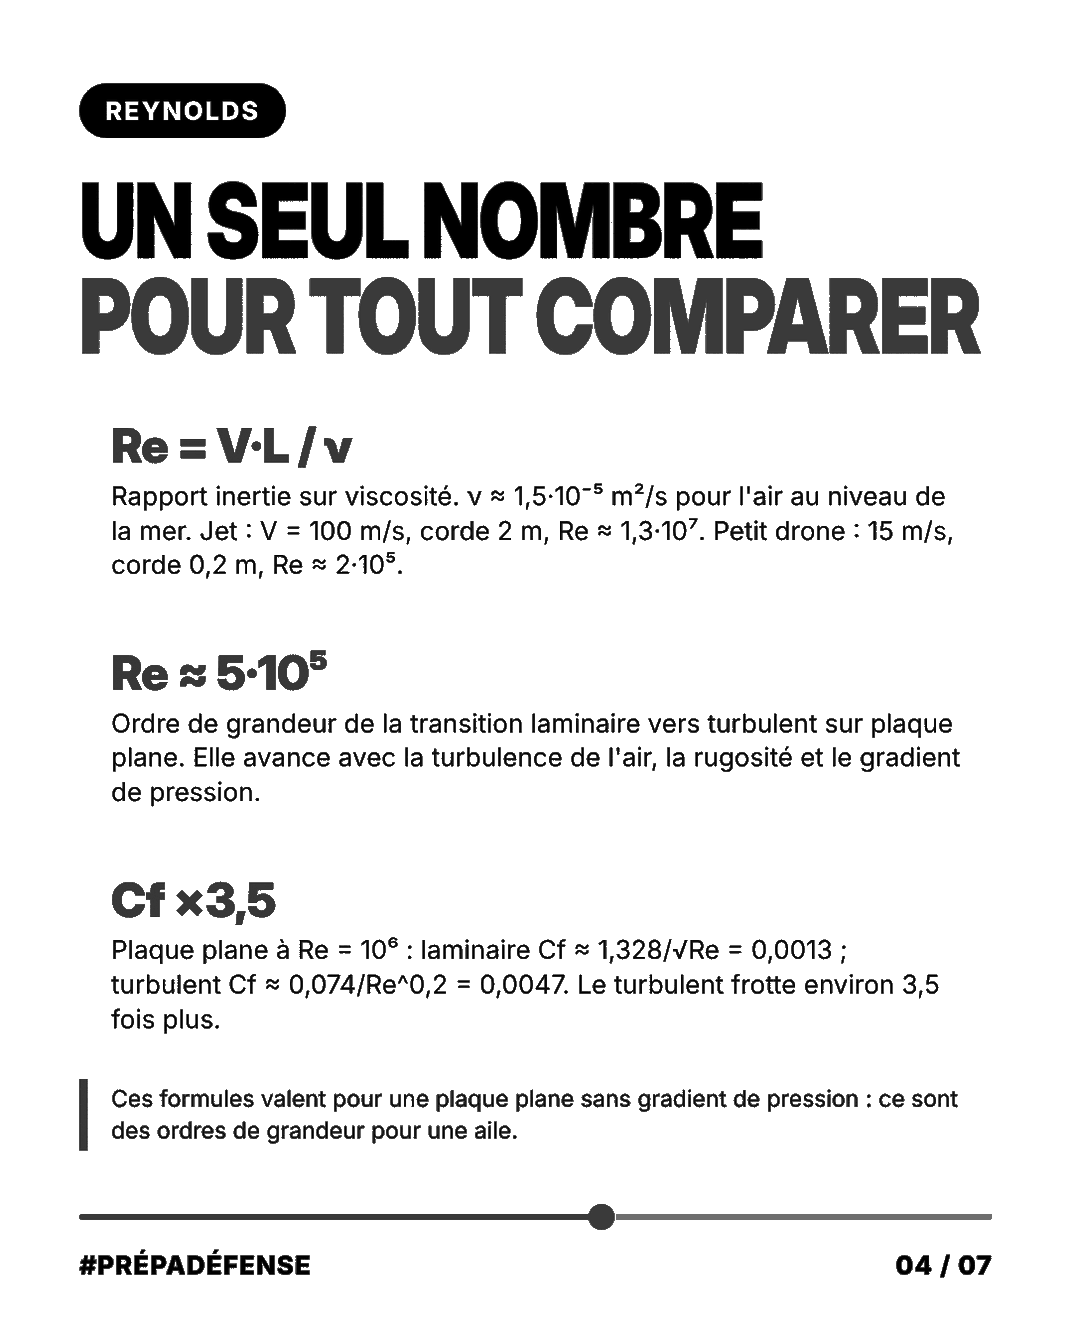 REYNOLDS
UN SEUL NOMBRE
POUR TOUT COMPARER
Re = V·L / ν
Rapport inertie sur viscosité. ν ≈ 1,5·10⁻⁵ m²/s pour l'air au niveau de
la mer. Jet : V = 100 m/s, corde 2 m, Re ≈ 1,3·10⁷. Petit drone : 15 m/s,
corde 0,2 m, Re ≈ 2·10⁵.
Re ≈ 5·10⁵
Ordre de grandeur de la transition laminaire vers turbulent sur plaque
plane. Elle avance avec la turbulence de l'air, la rugosité et le gradient
de pression.
Cf ×3,5
Plaque plane à Re = 10⁶ : laminaire Cf ≈ 1,328/√Re = 0,0013 ;
turbulent Cf ≈ 0,074/Re^0,2 = 0,0047. Le turbulent frotte environ 3,5
fois plus.
Ces formules valent pour une plaque plane sans gradient de pression : ce sont
des ordres de grandeur pour une aile.
#PRÉPADÉFENSE
04 / 07